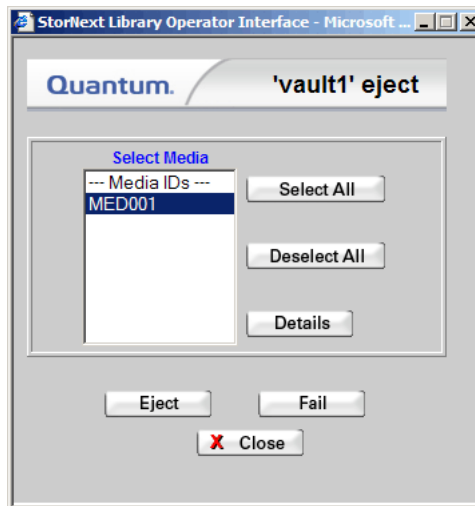 StorNext Library Operator Interface - Microsoft ...
Quantum. 'vault1' eject
Select Media
--- Media IDs ---
MED001
Select All
Deselect All
Details
Eject Fail
X Close